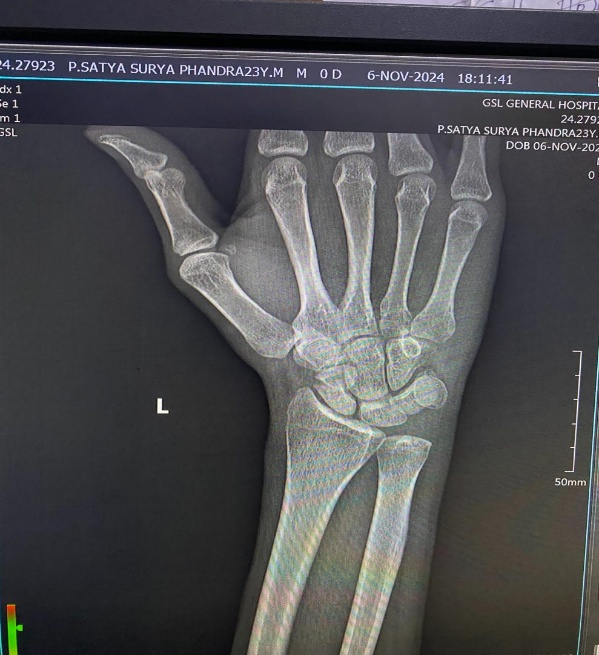 24.27923 P.SATYA SURYA PHANDRA23Y.M M 0 D 6-NOV-2024 18:11:41
dx 1
Se 1
m 1
GSL
GSL GENERAL HOSPITA
24.2792
P.SATYA SURYA PHANDRA23Y.
DOB 06-NOV-202
0
L
50mm